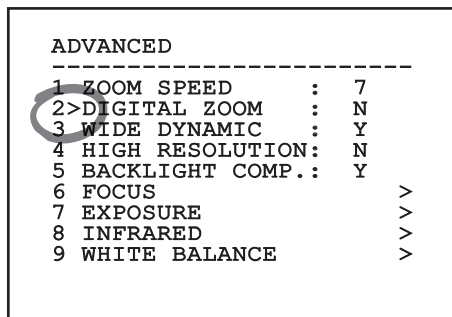 ADVANCED
------------------------
1 ZOOM SPEED : 7
2>DIGITAL ZOOM : N
3 WIDE DYNAMIC : Y
4 HIGH RESOLUTION: N
5 BACKLIGHT COMP.: Y
6 FOCUS >
7 EXPOSURE >
8 INFRARED >
9 WHITE BALANCE >